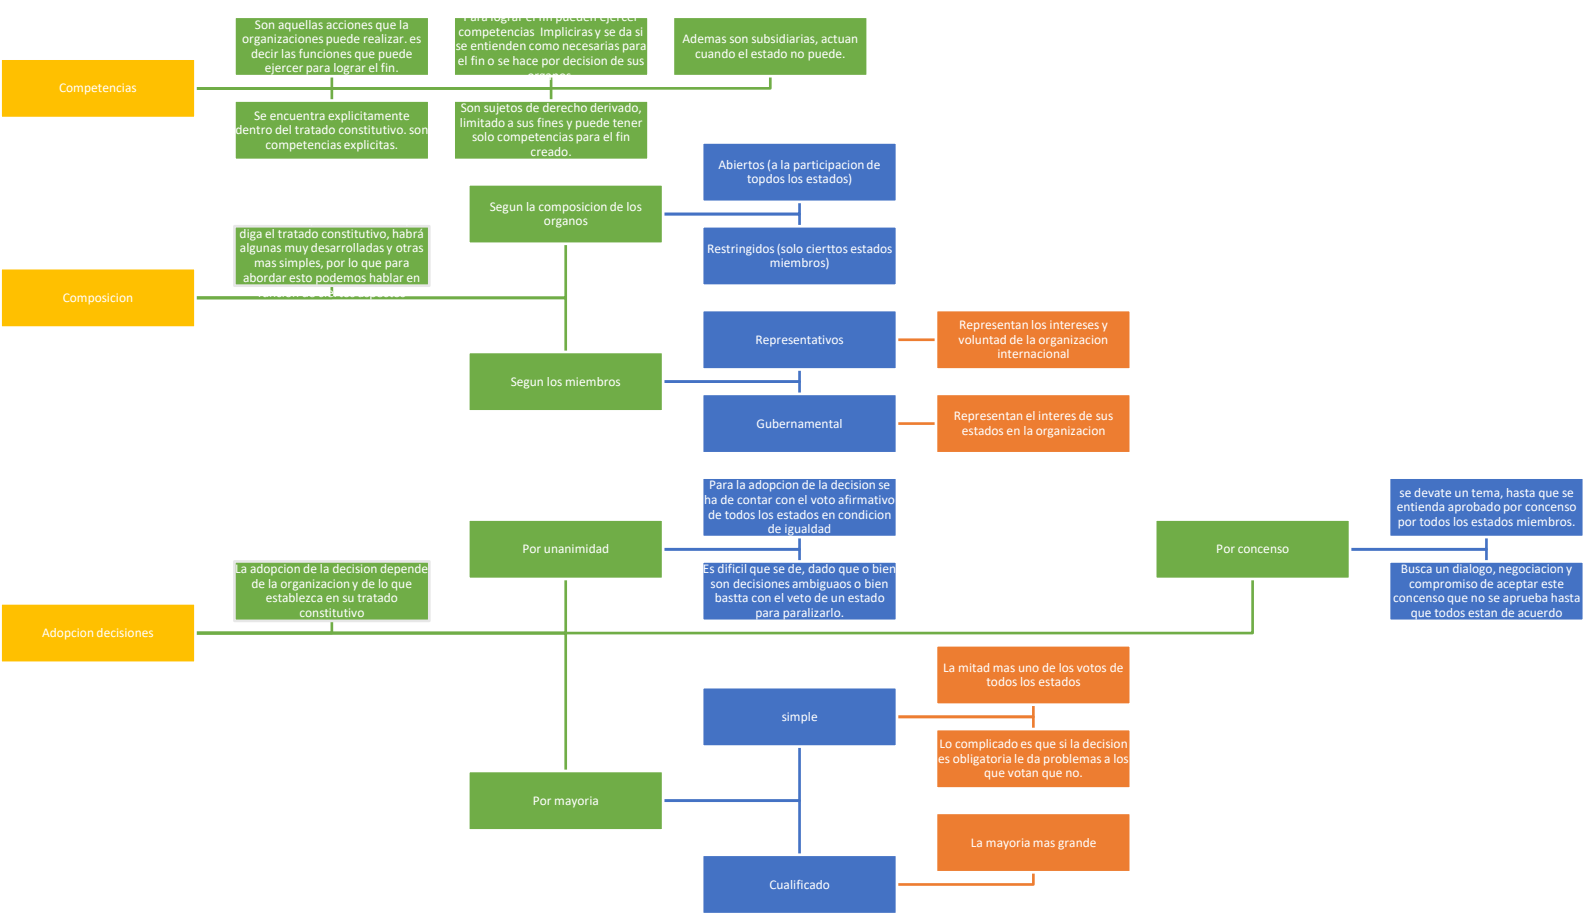 Competencias
Son aquellas acciones que la
organizaciones puede realizar. es
decir las funciones que puede
ejercer para lograr el fin.
Se encuentra explicitamente
dentro del tratado constitutivo. son
competencias explicitas.
Para lograr el fin pueden ejercer
competencias Impliciras y se da si
se entienden como necesarias para
el fin o se hace por decision de sus
Son sujetos de derecho derivado,
limitado a sus fines y puede tener
solo competencias para el fin
creado.
Ademas son subsidiarias, actuan
cuando el estado no puede.
Composicion
diga el tratado constitutivo, habrá
algunas muy desarrolladas y otras
mas simples, por lo que para
abordar esto podemos hablar en
Segun la composicion de los
organos
Abiertos (a la participacion de
topdos los estados)
Restringidos (solo cierttos estados
miembros)
Segun los miembros
Representativos
Representan los intereses y
voluntad de la organizacion
internacional
Gubernamental
Representan el interes de sus
estados en la organizacion
Adopcion decisiones
La adopcion de la decision depende
de la organizacion y de lo que
establezca en su tratado
constitutivo
Por unanimidad
Para la adopcion de la decision se
ha de contar con el voto afirmativo
de todos los estados en condicion
de igualdad
Es dificil que se de, dado que o bien
son decisiones ambiguaos o bien
bastta con el veto de un estado
para paralizarlo.
Por concenso
se devate un tema, hasta que se
entienda aprobado por concenso
por todos los estados miembros.
Busca un dialogo, negociacion y
compromiso de aceptar este
concenso que no se aprueba hasta
que todos estan de acuerdo
Por mayoria
simple
La mitad mas uno de los votos de
todos los estados
Lo complicado es que si la decision
es obligatoria le da problemas a los
que votan que no.
Cualificado
La mayoria mas grande